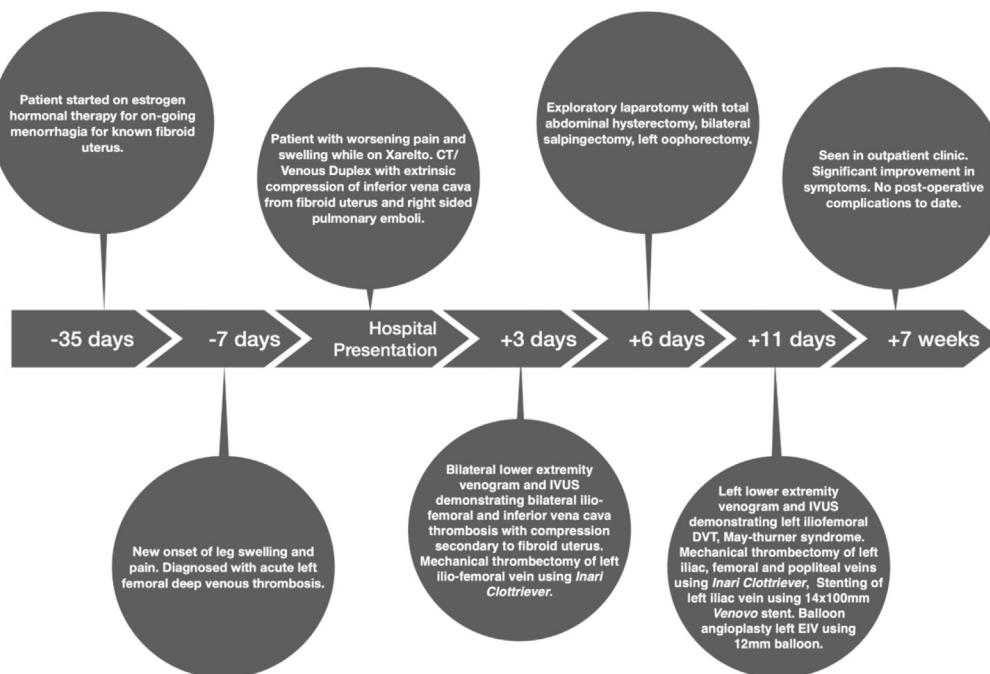 Patient started on estrogen
hormonal therapy for on-going
menorrhagia for known fibroid
uterus.
Patient with worsening pain and
swelling while on Xarelto. CT/
Venous Duplex with extrinsic
compression of inferior vena cava
from fibroid uterus and right sided
pulmonary emboli.
Exploratory laparotomy with total
abdominal hysterectomy, bilateral
salpingectomy, left oophorectomy.
Seen in outpatient clinic.
Significant improvement in
symptoms. No post-operative
complications to date.
-35 days
-7 days
Hospital
Presentation
+3 days
+6 days
+11 days
+7 weeks
New onset of leg swelling and
pain. Diagnosed with acute left
femoral deep venous thrombosis.
Bilateral lower extremity
venogram and IVUS
demonstrating bilateral ilio-
femoral and inferior vena cava
thrombosis with compression
secondary to fibroid uterus.
Mechanical thrombectomy of left
ilio-femoral vein using Inari
Clottriever.
Left lower extremity
venogram and IVUS
demonstrating left iliofemoral
DVT, May-thurner syndrome.
Mechanical thrombectomy of left
iliac, femoral and popliteal veins
using Inari Clottriever, Stenting of
left iliac vein using 14x100mm
Venovo stent. Balloon
angioplasty left EIV using
12mm balloon.